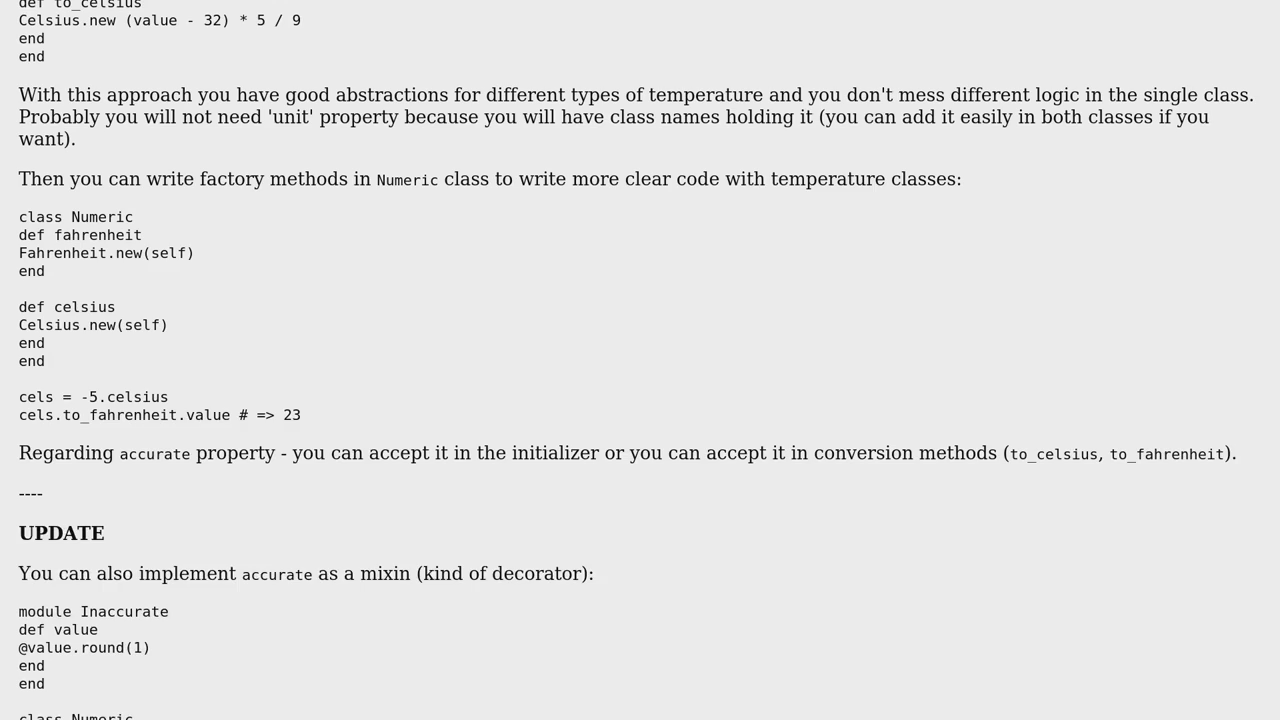 def to_celsius
Celsius.new (value - 32) * 5 / 9
end
end
With this approach you have good abstractions for different types of temperature and you don't mess different logic in the single class.
Probably you will not need 'unit' property because you will have class names holding it (you can add it easily in both classes if you
want).
Then you can write factory methods in Numeric class to write more clear code with temperature classes:
class Numeric
def fahrenheit
Fahrenheit.new(self)
end
def celsius
Celsius.new(self)
end
end
cels = -5.celsius
cels.to_fahrenheit.value # => 23
Regarding accurate property - you can accept it in the initializer or you can accept it in conversion methods (to_celsius, to_fahrenheit).
----
UPDATE
You can also implement accurate as a mixin (kind of decorator):
module Inaccurate
def value
@value.round(1)
end
end
class Numeric